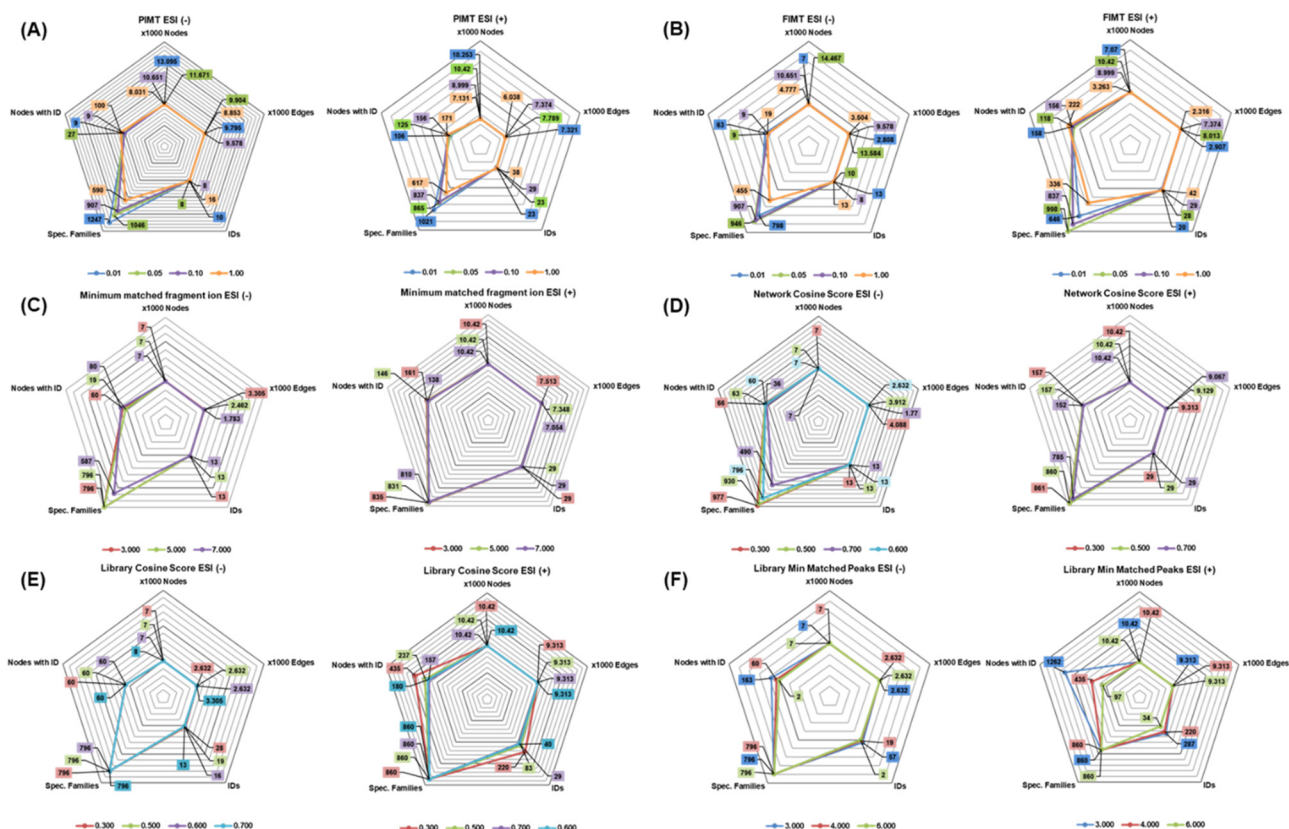 (A)
PIMT ESI (-)
x1000 Nodes
13.095
10.651
11.671
8.031
Nodes with ID
100
9
9
27
9.904
8.853
9.795
9.578
x1000 Edges
590
907
1247
1046
Spec. Families
8
8
16
10
IDs
0.01 0.05 0.10 1.00
PIMT ESI (+)
x1000 Nodes
10.253
10.42
8.999
7.131
Nodes with ID
156
171
125
106
6.038
7.374
7.789
7.321
x1000 Edges
617
837
865
1021
Spec. Families
38
29
23
23
IDs
0.01 0.05 0.10 1.00
(B)
FIMT ESI (-)
x1000 Nodes
7
14.467
10.651
4.777
Nodes with ID
19
9
63
9
3.504
9.578
2.808
13.584
x1000 Edges
455
907
946
798
Spec. Families
10
13
8
13
IDs
0.01 0.05 0.10 1.00
FIMT ESI (+)
x1000 Nodes
7.07
10.42
8.999
3.263
Nodes with ID
156
222
118
158
2.316
7.374
8.013
2.907
x1000 Edges
336
837
998
646
Spec. Families
42
29
28
20
IDs
0.01 0.05 0.10 1.00
(C)
Minimum matched fragment ion ESI (-)
x1000 Nodes
7
7
7
Nodes with ID
80
19
60
3.305
2.462
1.783
x1000 Edges
587
796
796
Spec. Families
13
13
13
IDs
3.000 5.000 7.000
Minimum matched fragment ion ESI (+)
x1000 Nodes
10.42
10.42
10.42
Nodes with ID
146
161
138
7.513
7.348
7.054
x1000 Edges
810
831
835
Spec. Families
29
29
29
IDs
3.000 5.000 7.000
(D)
Network Cosine Score ESI (-)
x1000 Nodes
7
7
7
7
Nodes with ID
60
36
63
66
2.632
3.912
1.77
4.088
x1000 Edges
490
796
930
977
Spec. Families
13
13
13
13
IDs
0.300 0.500 0.700 0.600
Network Cosine Score ESI (+)
x1000 Nodes
10.42
10.42
10.42
Nodes with ID
157
157
152
9.067
9.129
9.313
x1000 Edges
785
860
861
Spec. Families
29
29
29
IDs
0.300 0.500 0.700
(E)
Library Cosine Score ESI (-)
x1000 Nodes
7
7
7
8
Nodes with ID
60
60
60
60
2.632
2.632
2.632
3.305
x1000 Edges
796
796
796
796
Spec. Families
28
19
13
16
IDs
0.300 0.500 0.600 0.700
Library Cosine Score ESI (+)
x1000 Nodes
10.42
10.42
10.42
10.42
Nodes with ID
237
157
435
180
9.313
9.313
9.313
9.313
x1000 Edges
860
860
860
860
Spec. Families
40
220
83
29
IDs
0.300 0.500 0.700 0.600
(F)
Library Min Matched Peaks ESI (-)
x1000 Nodes
7
7
7
Nodes with ID
60
163
2
2.632
2.632
2.632
x1000 Edges
796
796
796
Spec. Families
19
57
2
IDs
3.000 4.000 6.000
Library Min Matched Peaks ESI (+)
x1000 Nodes
10.42
10.42
10.42
Nodes with ID
1262
435
97
9.313
9.313
9.313
x1000 Edges
34
860
860
860
Spec. Families
220
287
IDs
3.000 4.000 6.000